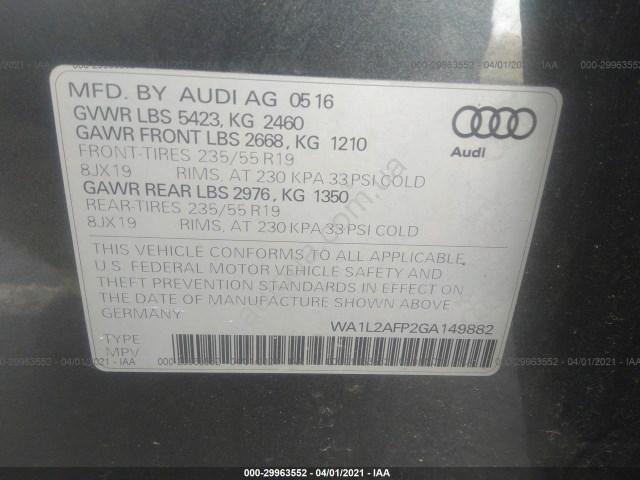 000-29963552 - 04/01/2021 - IAA
MFD. BY AUDI AG 05 16
GVWR LBS 5423, KG 2460
GAWR FRONT LBS 2668, KG 1210
FRONT-TIRES 235/55 R19
8JX19 RIMS, AT 230 KPA 33 PSI COLD
GAWR REAR LBS 2976, KG 1350
REAR-TIRES 235/55 R19
8JX19 RIMS, AT 230 KPA 33 PSI COLD
Audi
THIS VEHICLE CONFORMS TO ALL APPLICABLE
U.S. FEDERAL MOTOR VEHICLE SAFETY AND
THEFT PREVENTION STANDARDS IN EFFECT ON
THE DATE OF MANUFACTURE SHOWN ABOVE.
GERMANY
WA1L2AFP2GA149882
TYPE
MPV
000-29963552 - 04/01/2021 - IAA